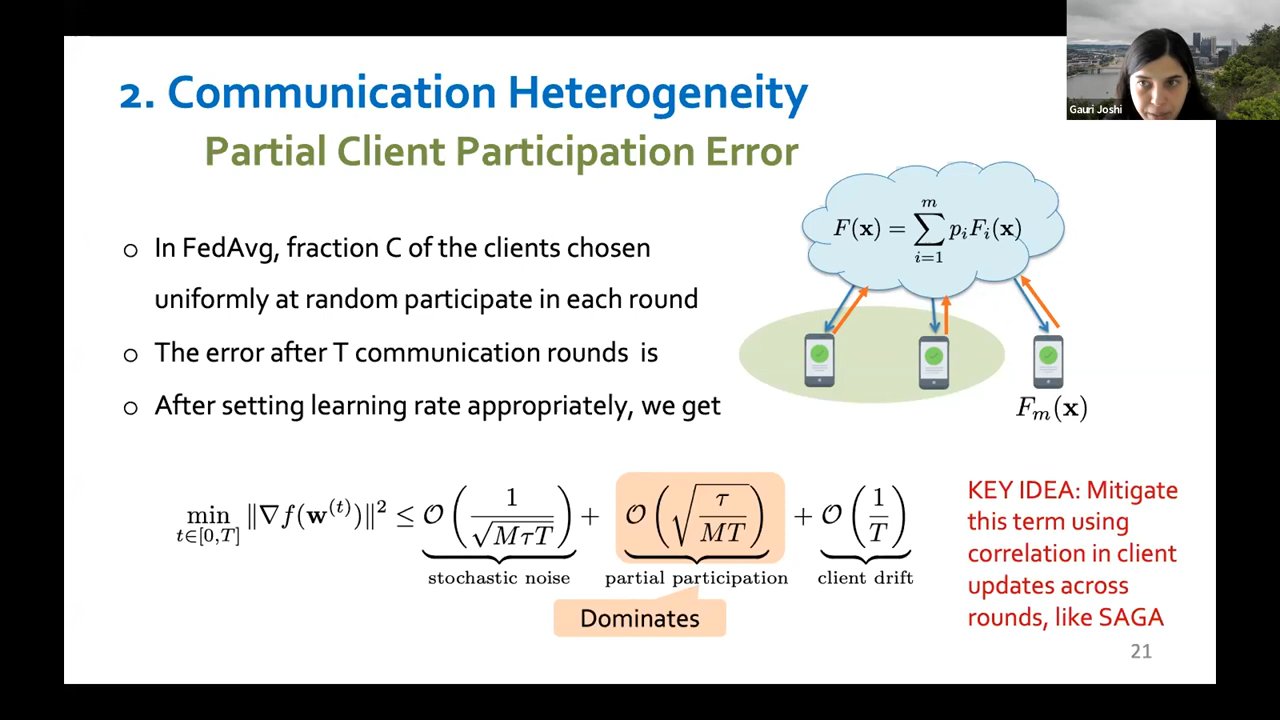 2. Communication Heterogeneity
Gauri Joshi
Partial Client Participation Error
F(x) = \sum_{i=1}^{m} p_i F_i(x)
○ In FedAvg, fraction C of the clients chosen
uniformly at random participate in each round
○ The error after T communication rounds is
○ After setting learning rate appropriately, we get
F_m(x)
\min_{t∈[0,T]} ‖∇f(w^{(t)})‖^2 ≤ O(1/\sqrt{MτT}) + O(\sqrt{τ/MT}) + O(1/T)
stochastic noise partial participation client drift
Dominates
KEY IDEA: Mitigate
this term using
correlation in client
updates across
rounds, like SAGA
21